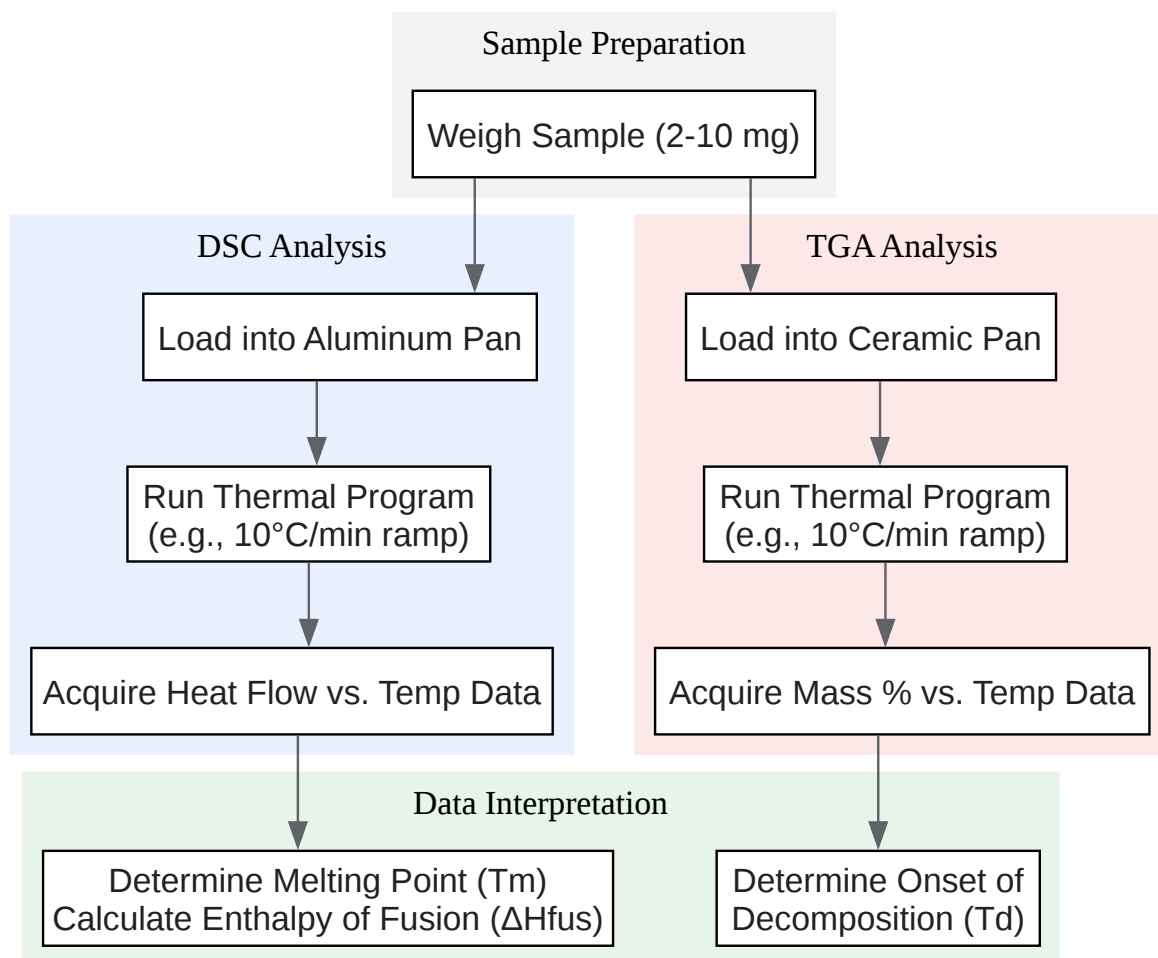 Sample Preparation
Weigh Sample (2-10 mg)
DSC Analysis
Load into Aluminum Pan
Run Thermal Program
(e.g., 10°C/min ramp)
Acquire Heat Flow vs. Temp Data
TGA Analysis
Load into Ceramic Pan
Run Thermal Program
(e.g., 10°C/min ramp)
Acquire Mass % vs. Temp Data
Data Interpretation
Determine Melting Point (Tm)
Calculate Enthalpy of Fusion (ΔHfus)
Determine Onset of
Decomposition (Td)